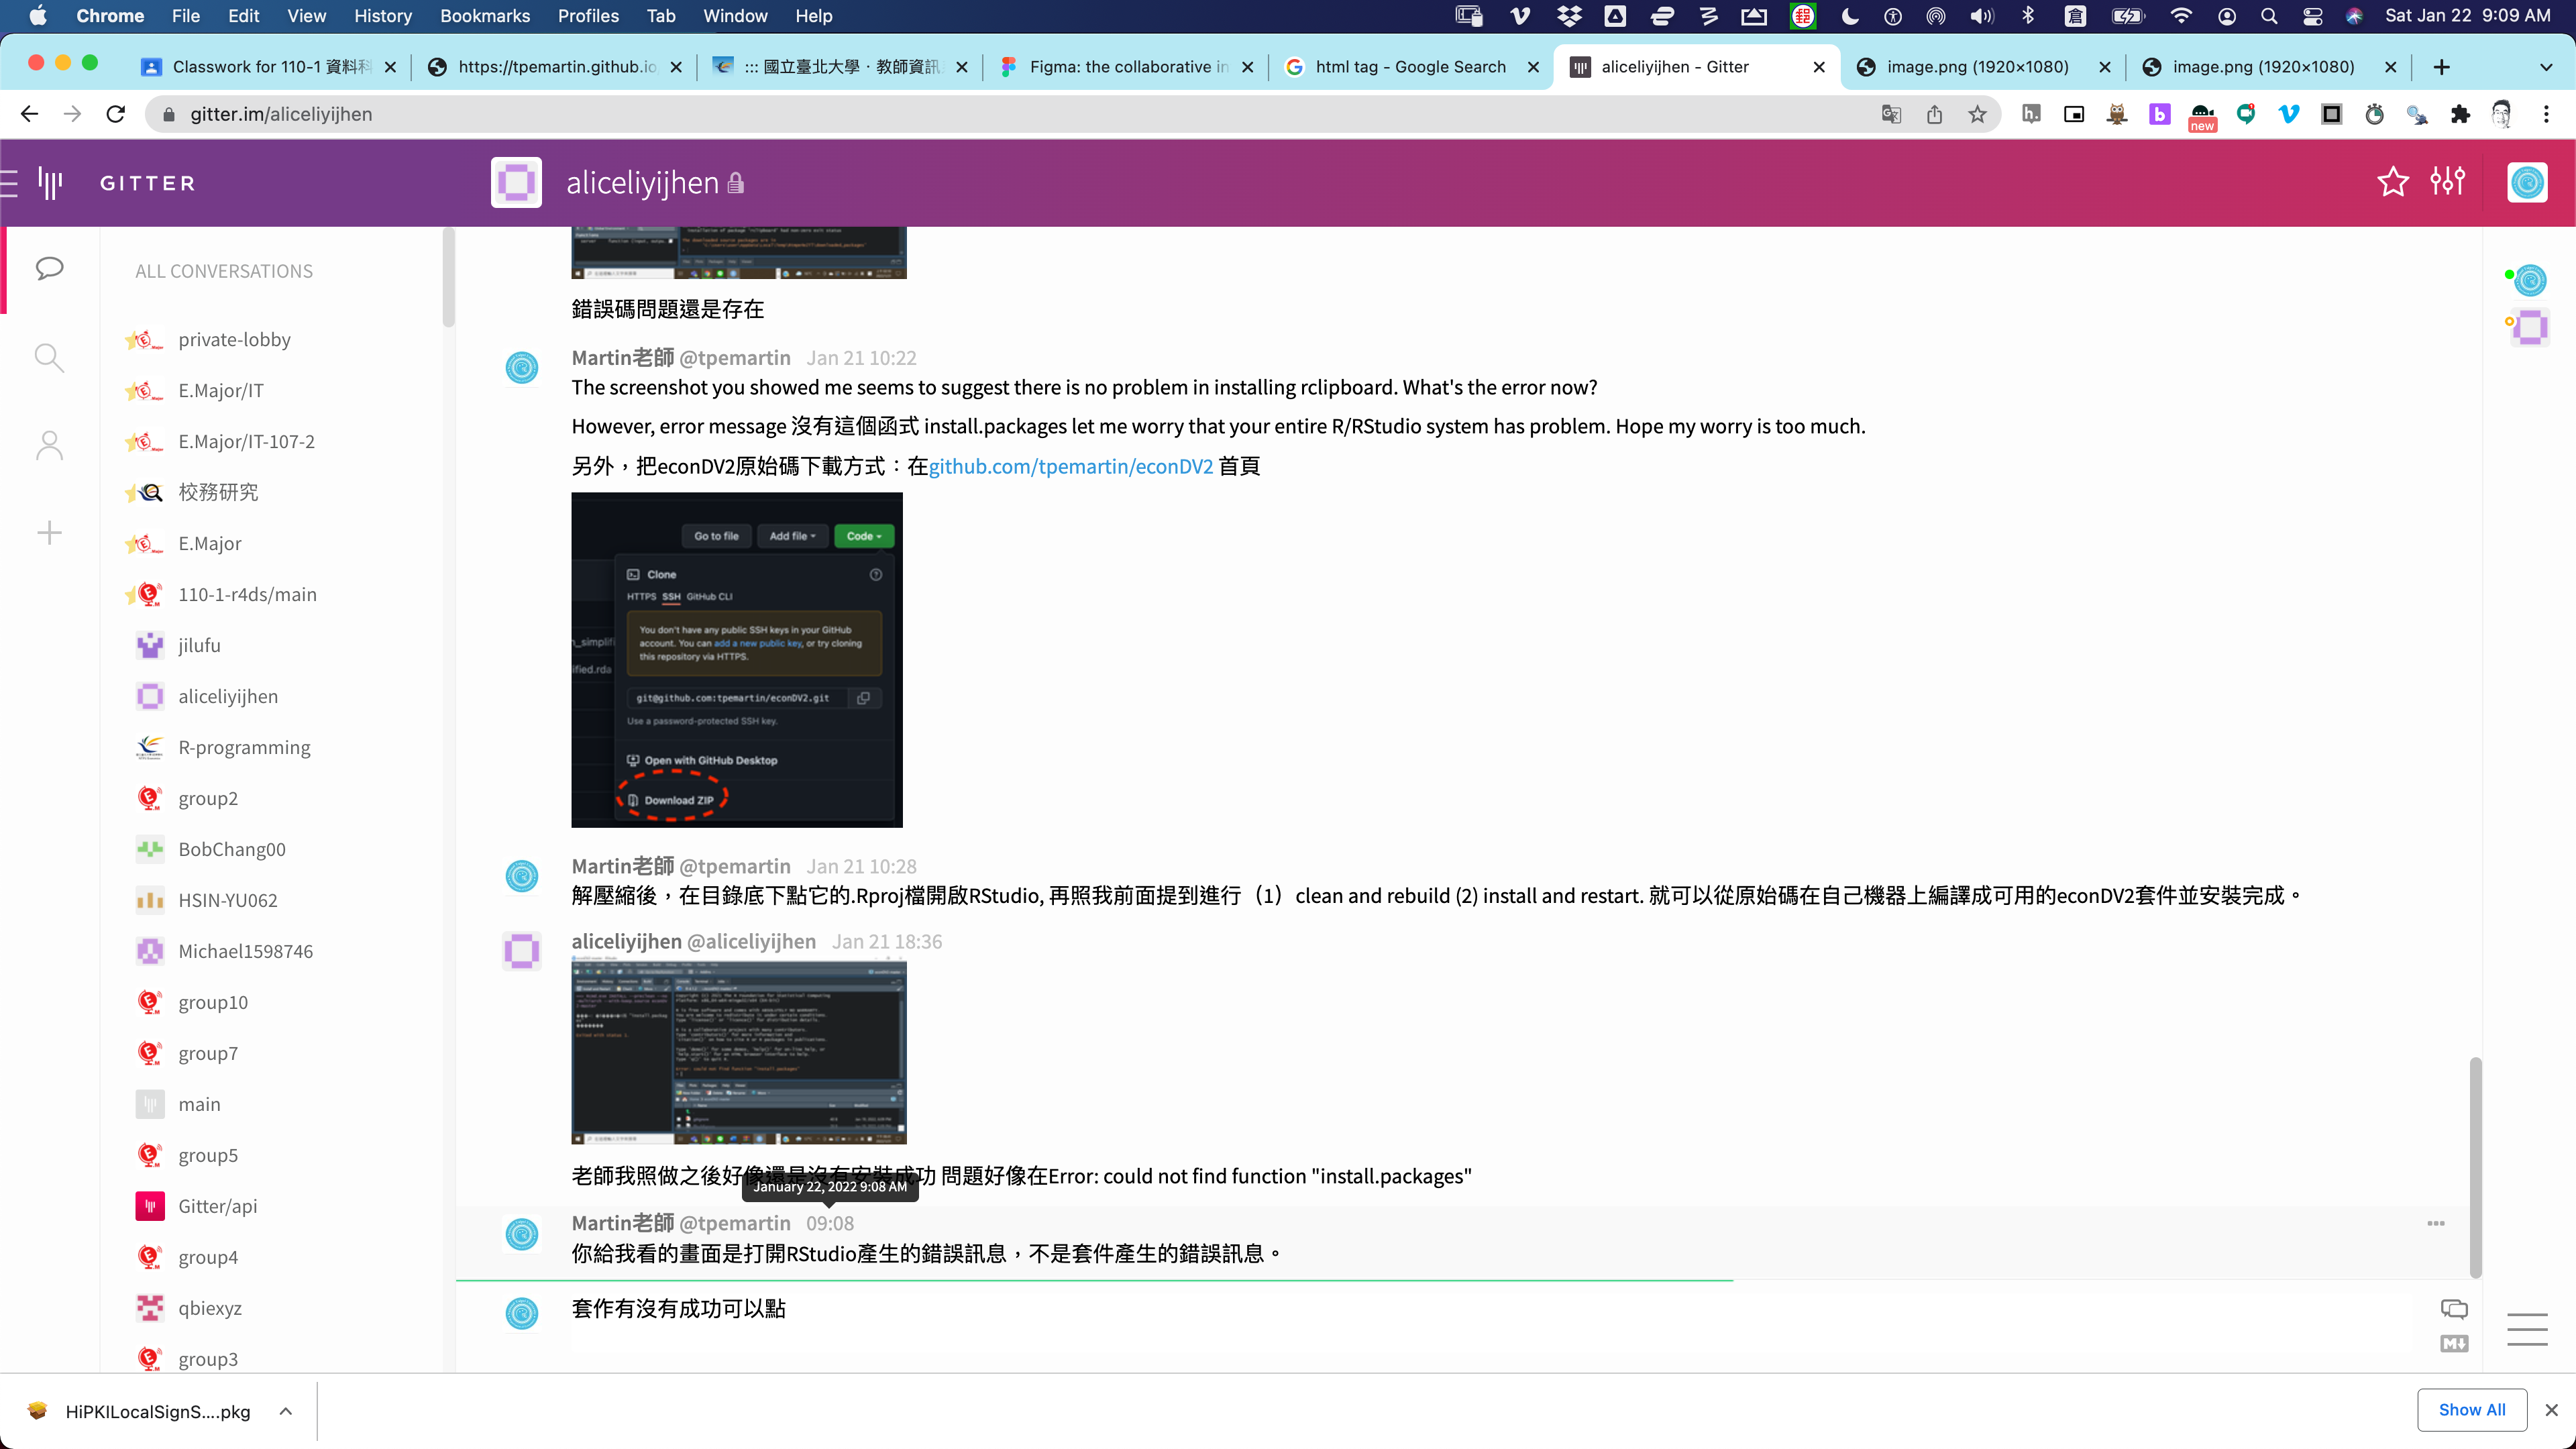 Chrome File Edit View History Bookmarks Profiles Tab Window Help
Sat Jan 22 9:09 AM
Classwork for 110-1 資料科
https://tpemartin.github.io
::: 國立臺北大學・教師資訊
Figma: the collaborative in
html tag - Google Search
aliceliyijhen - Gitter
image.png (1920×1080)
image.png (1920×1080)
gitter.im/aliceliyijhen
new
GITTER
aliceliyijhen
ALL CONVERSATIONS
private-lobby
E.Major/IT
E.Major/IT-107-2
校務研究
E.Major
110-1-r4ds/main
jilufu
aliceliyijhen
R-programming
group2
BobChang00
HSIN-YU062
Michael1598746
group10
group7
main
group5
Gitter/api
group4
qbiexyz
group3
錯誤碼問題還是存在
Martin老師 @tpemartin Jan 21 10:22
The screenshot you showed me seems to suggest there is no problem in installing rclipboard. What's the error now?
However, error message 沒有這個函式 install.packages let me worry that your entire R/RStudio system has problem. Hope my worry is too much.
另外，把econDV2原始碼下載方式：在github.com/tpemartin/econDV2 首頁
Go to file Add file Code
Clone
HTTPS SSH GitHub CLI
You don't have any public SSH keys in your GitHub
account. You can add a new public key, or try cloning
this repository via HTTPS.
git@github.com:tpemartin/econDV2.git
Use a password-protected SSH key.
Open with GitHub Desktop
Download ZIP
_simplifi
ified.rda
Martin老師 @tpemartin Jan 21 10:28
解壓縮後，在目錄底下點它的.Rproj檔開啟RStudio, 再照我前面提到進行（1）clean and rebuild (2) install and restart. 就可以從原始碼在自己機器上編譯成可用的econDV2套件並安裝完成。
aliceliyijhen @aliceliyijhen Jan 21 18:36
Error: could not find function "install.packages"
老師我照做之後好像還是沒有安裝成功 問題好像在Error: could not find function "install.packages"
January 22, 2022 9:08 AM
Martin老師 @tpemartin 09:08
你給我看的畫面是打開RStudio產生的錯誤訊息，不是套件產生的錯誤訊息。
套作有沒有成功可以點
HiPKILocalSignS....pkg
Show All